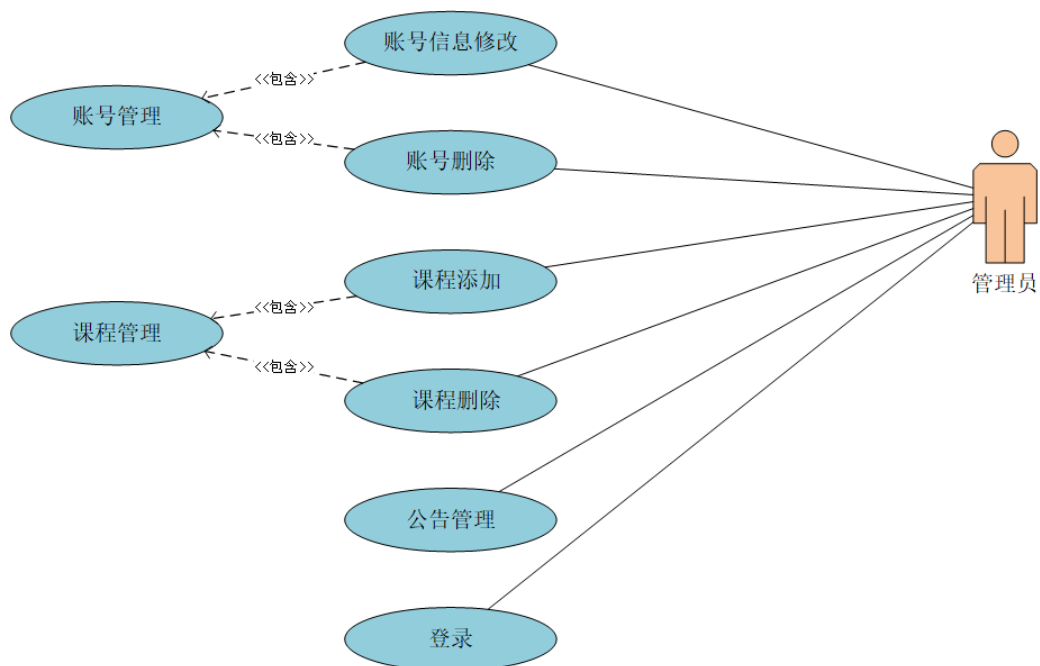 账号信息修改
<<包含>>
账号管理
<<包含>>
账号删除
管理员
课程添加
<<包含>>
课程管理
<<包含>>
课程删除
公告管理
登录